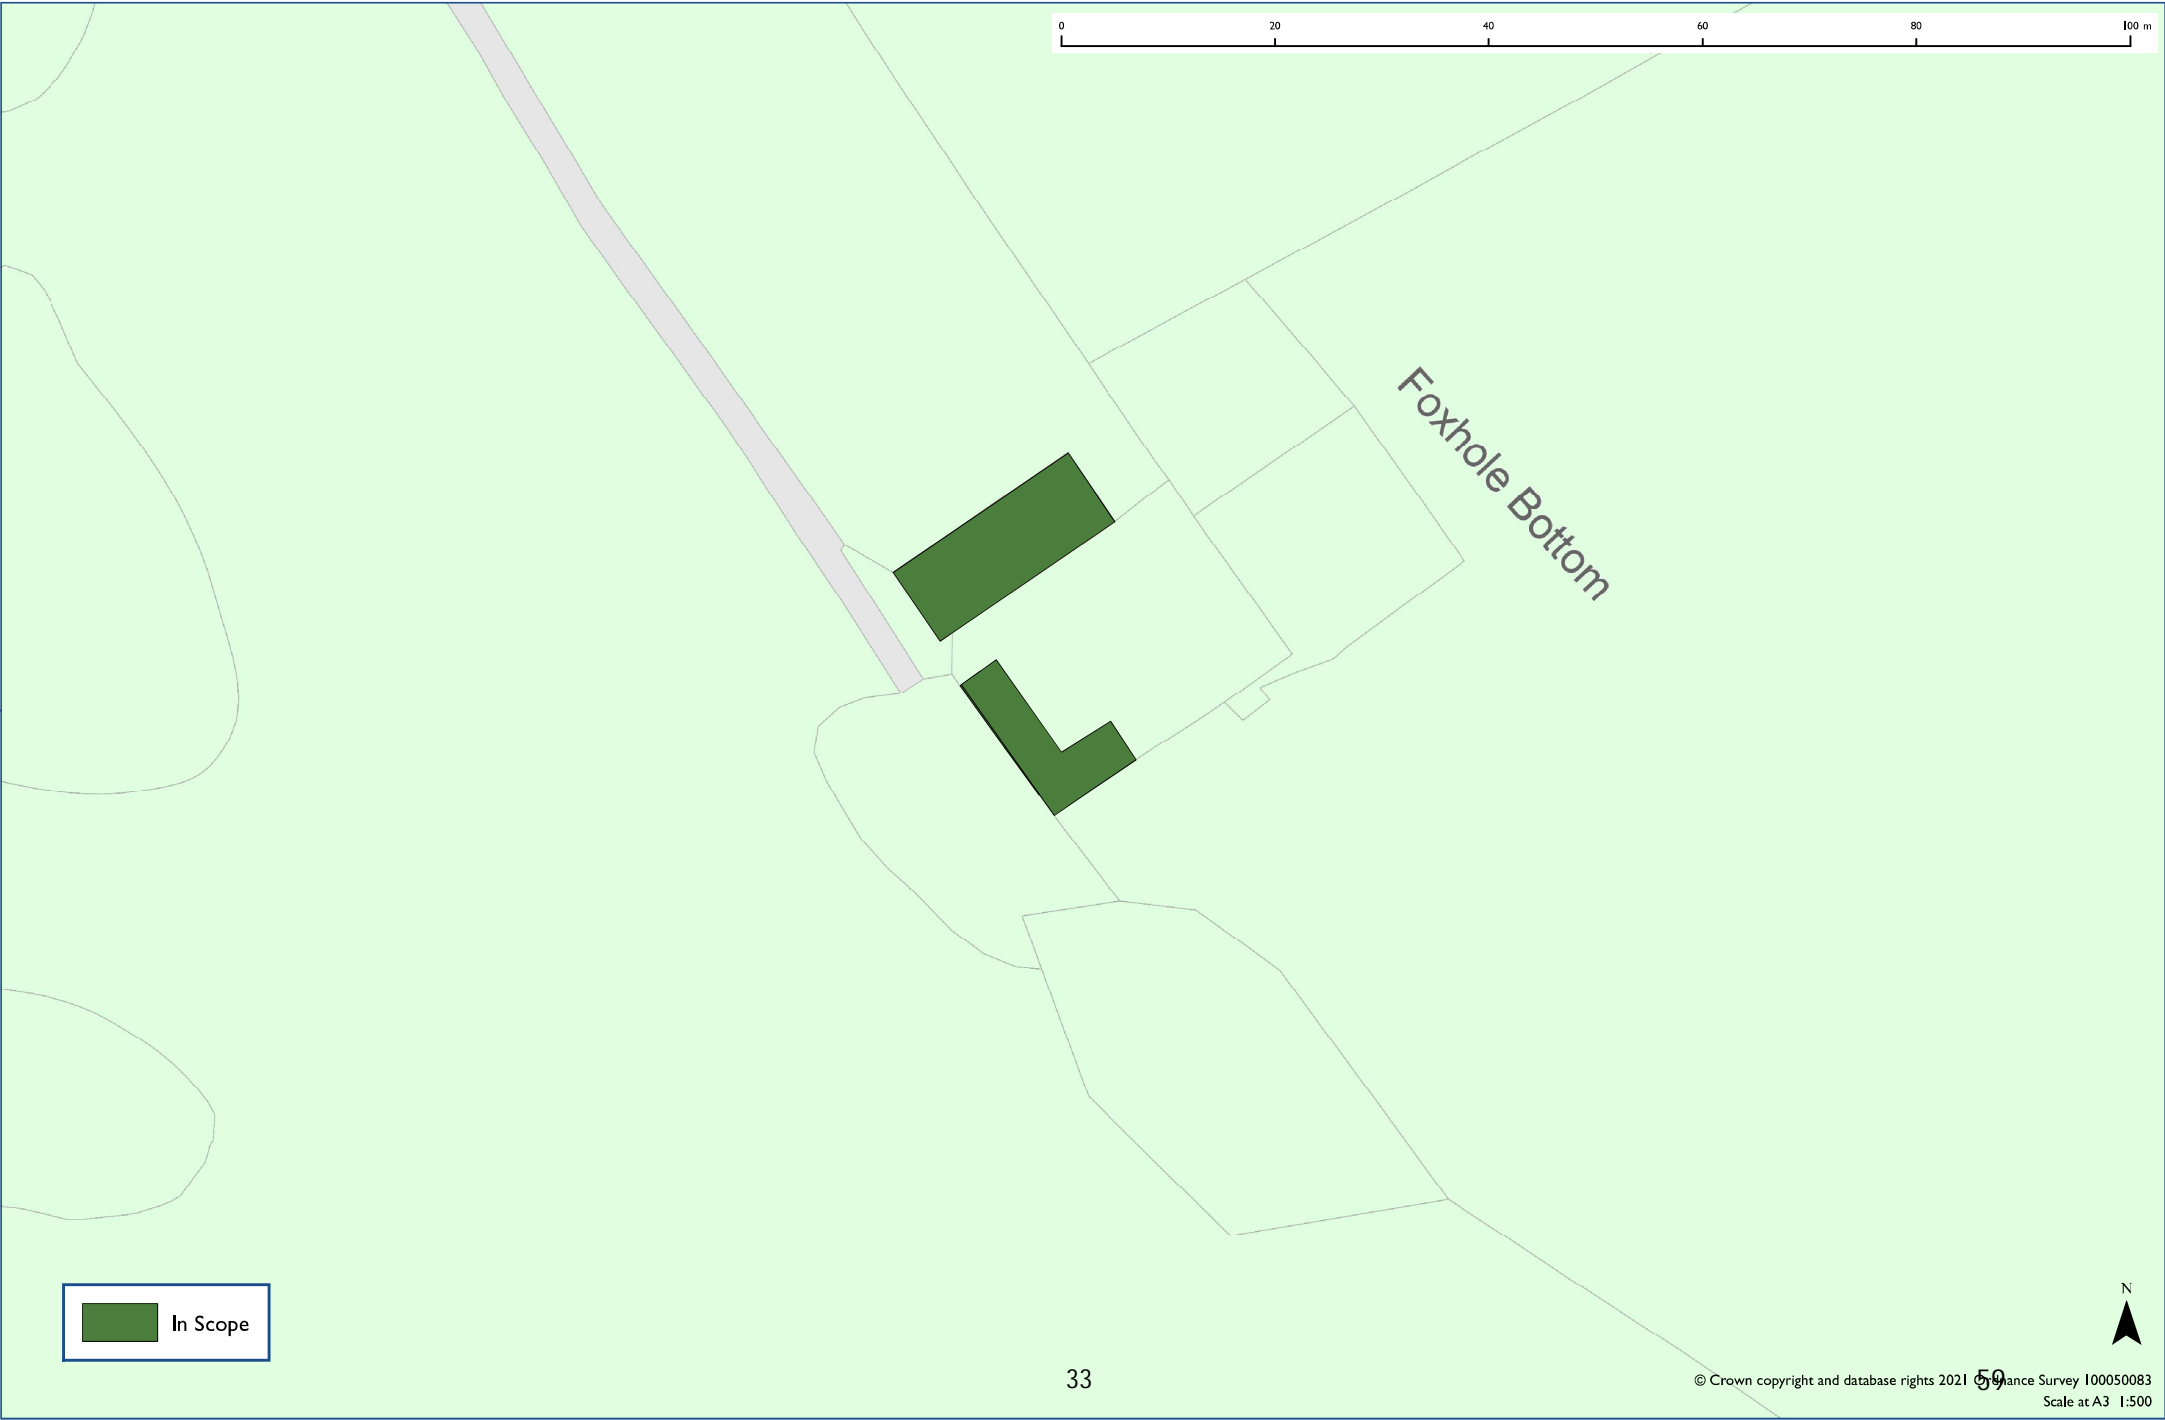 0 20 40 60 80 100 m
Foxhole Bottom
In Scope
N
33
59
© Crown copyright and database rights 2021 Ordnance Survey 100050083
Scale at A3 1:500